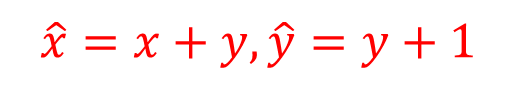 x̂ = x + y, ŷ = y + 1